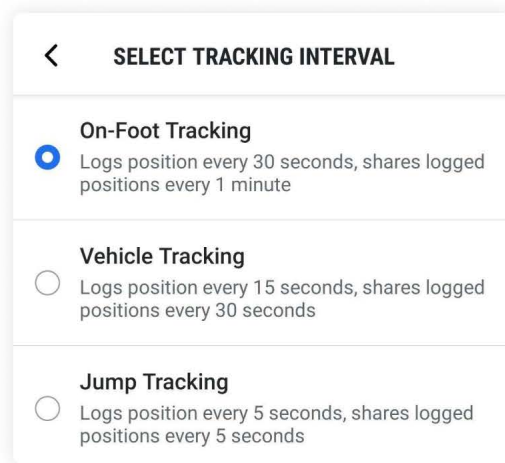 SELECT TRACKING INTERVAL
On-Foot Tracking
Logs position every 30 seconds, shares logged
positions every 1 minute
Vehicle Tracking
Logs position every 15 seconds, shares logged
positions every 30 seconds
Jump Tracking
Logs position every 5 seconds, shares logged
positions every 5 seconds